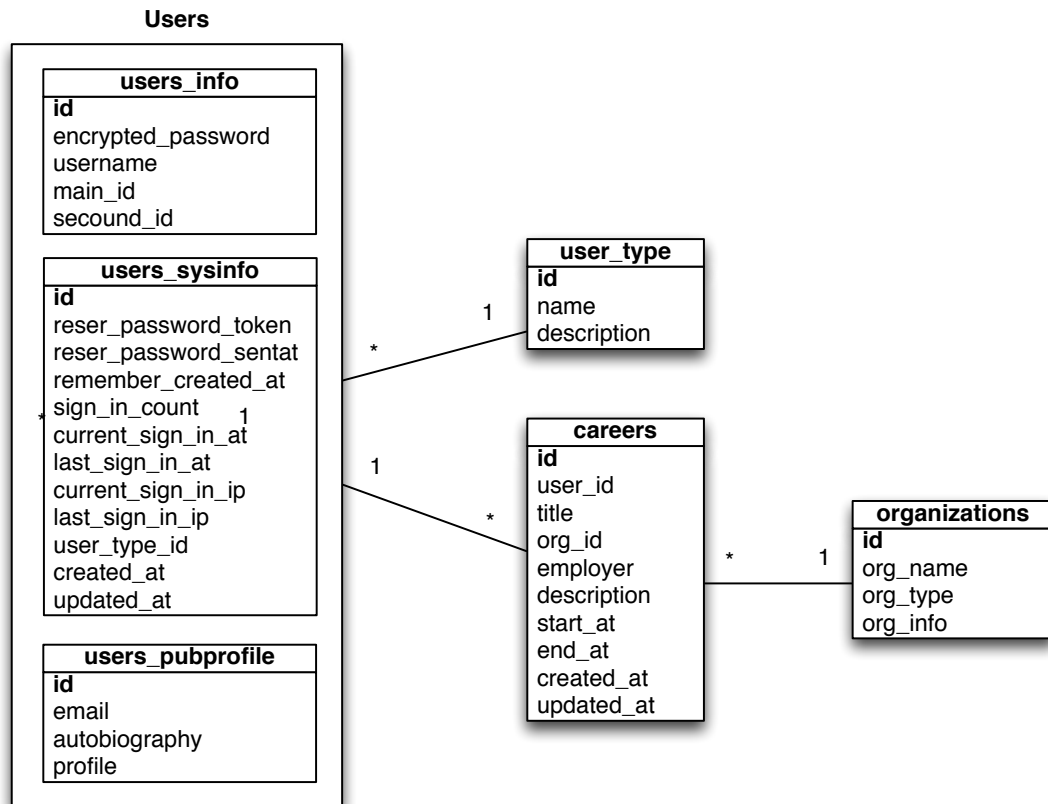 Users
users_info
id
encrypted_password
username
main_id
secound_id
users_sysinfo
id
reser_password_token
reser_password_sentat
remember_created_at
* sign_in_count 1
current_sign_in_at
last_sign_in_at
current_sign_in_ip
last_sign_in_ip
user_type_id
created_at
updated_at
users_pubprofile
id
email
autobiography
profile
* 1
user_type
id
name
description
1 *
careers
id
user_id
title
org_id
employer
description
start_at
end_at
created_at
updated_at
* 1
organizations
id
org_name
org_type
org_info